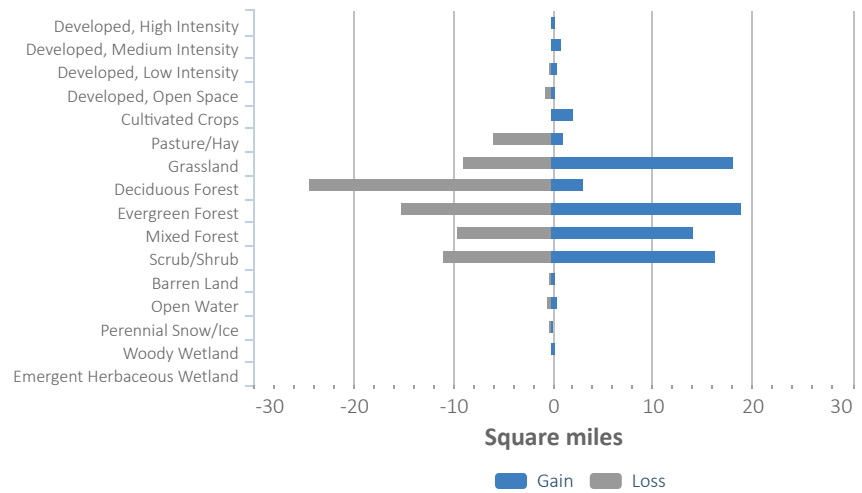 Developed, High Intensity
Developed, Medium Intensity
Developed, Low Intensity
Developed, Open Space
Cultivated Crops
Pasture/Hay
Grassland
Deciduous Forest
Evergreen Forest
Mixed Forest
Scrub/Shrub
Barren Land
Open Water
Perennial Snow/Ice
Woody Wetland
Emergent Herbaceous Wetland
-30 -20 -10 0 10 20 30
Square miles
Gain Loss